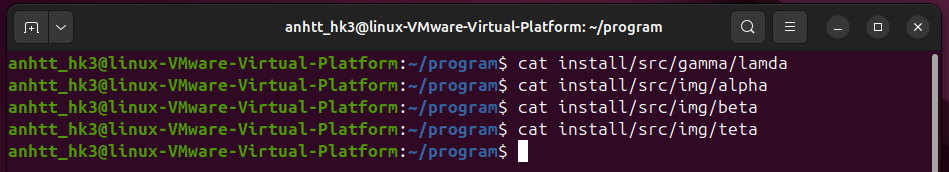 anhtt_hk3@linux-VMware-Virtual-Platform: ~/program
anhtt_hk3@linux-VMware-Virtual-Platform:~/program$ cat install/src/gamma/lamda
anhtt_hk3@linux-VMware-Virtual-Platform:~/program$ cat install/src/img/alpha
anhtt_hk3@linux-VMware-Virtual-Platform:~/program$ cat install/src/img/beta
anhtt_hk3@linux-VMware-Virtual-Platform:~/program$ cat install/src/img/teta
anhtt_hk3@linux-VMware-Virtual-Platform:~/program$